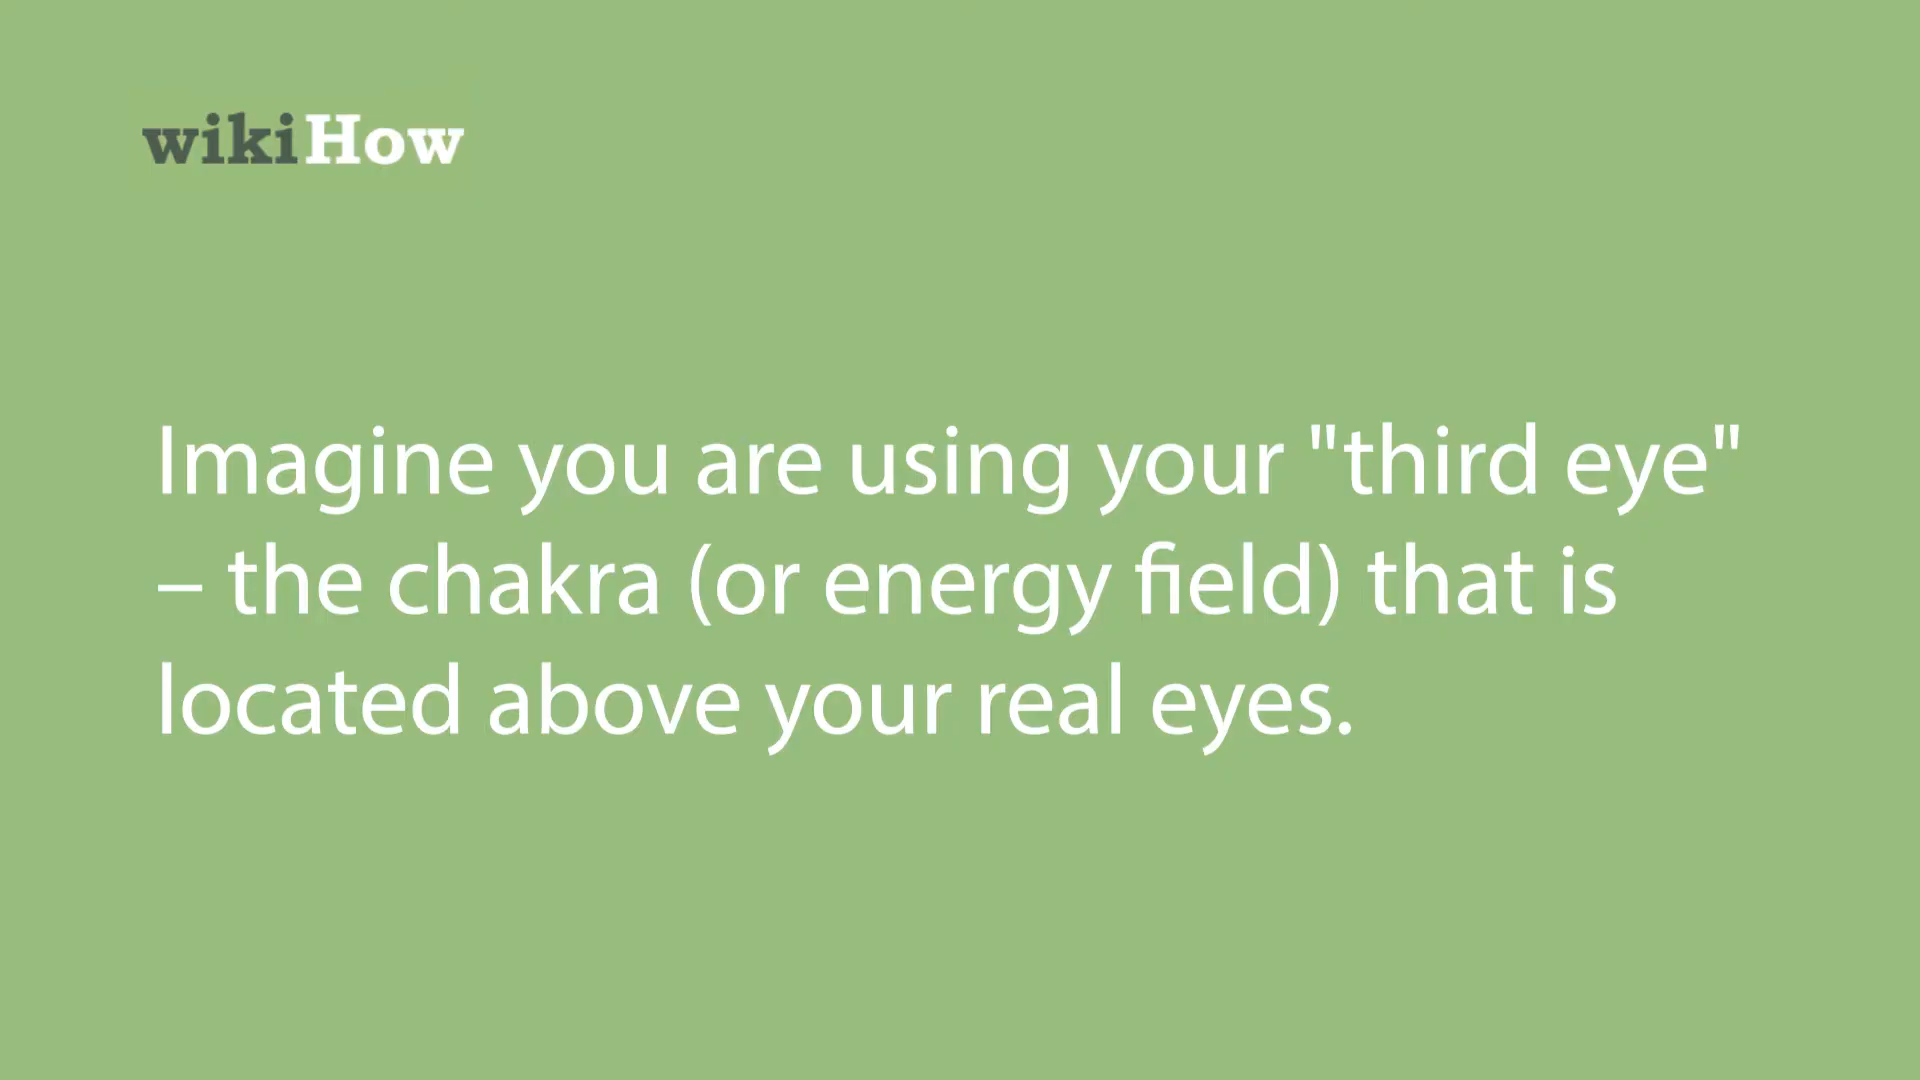 wikiHow
Imagine you are using your "third eye"
– the chakra (or energy field) that is
located above your real eyes.